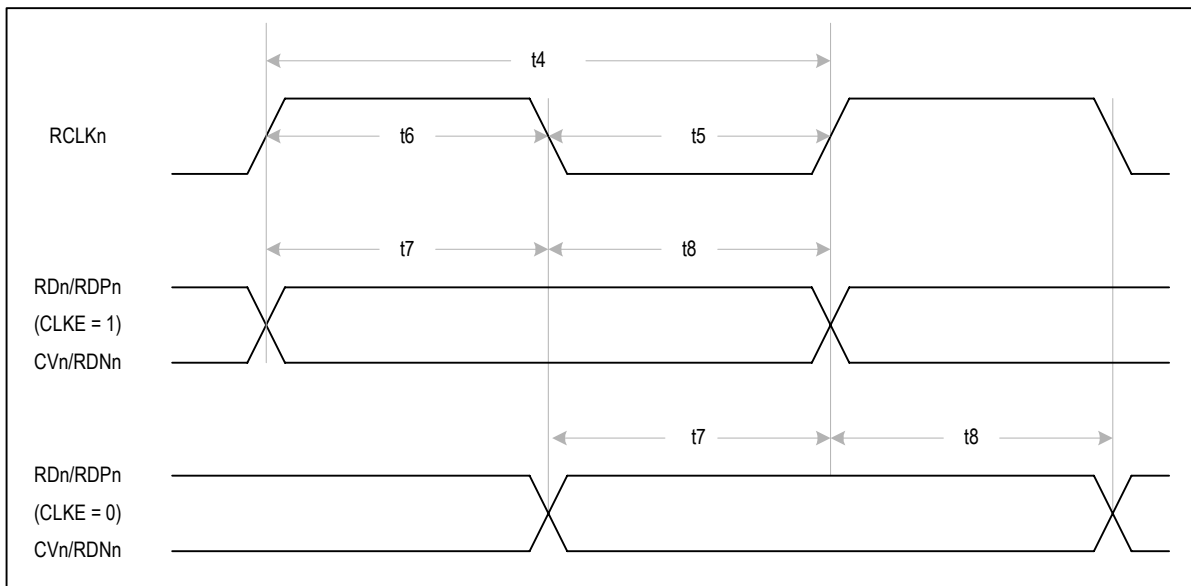 t4
RCLKn
t6
t5
t7
t8
RDn/RDPn
(CLKE = 1)
CVn/RDNn
t7
t8
RDn/RDPn
(CLKE = 0)
CVn/RDNn